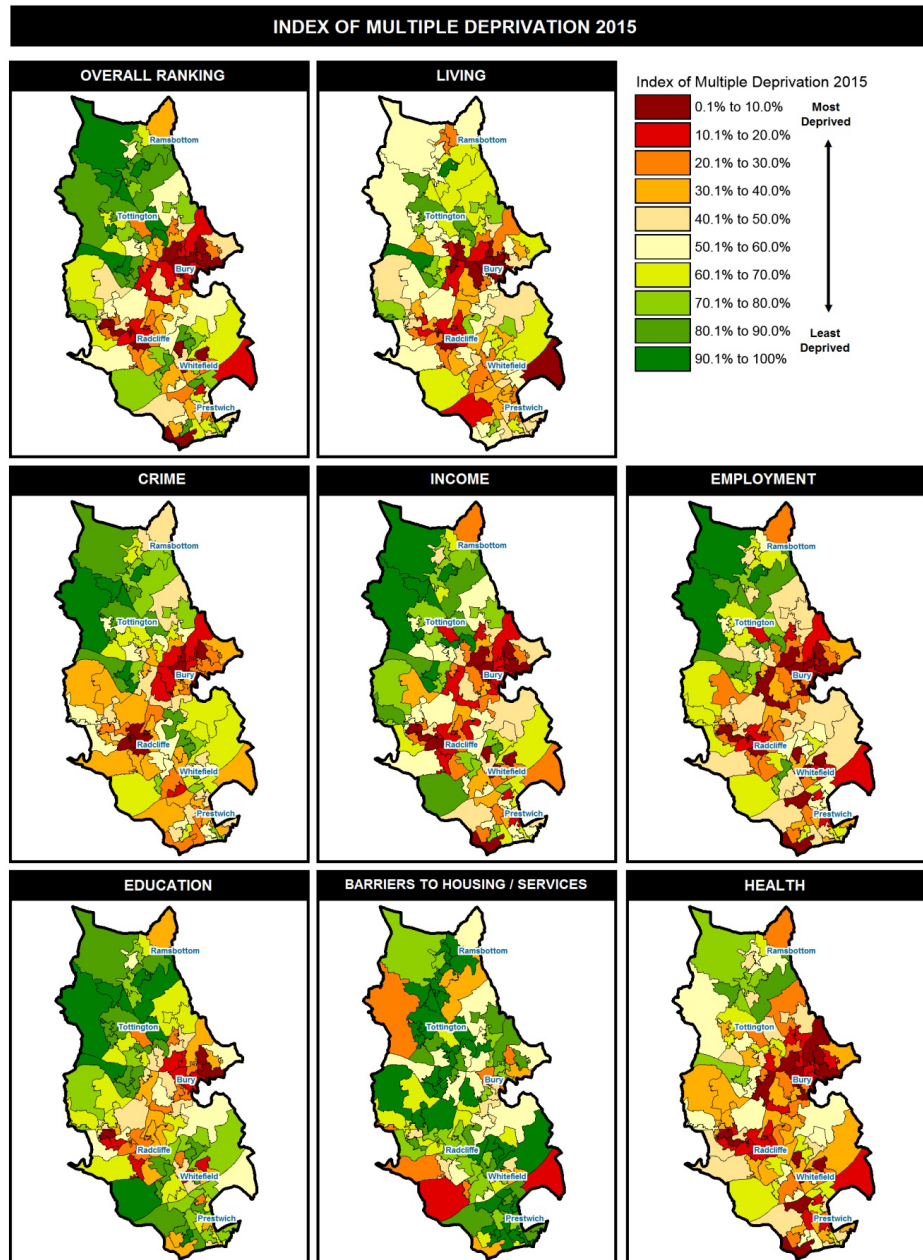 INDEX OF MULTIPLE DEPRIVATION 2015
OVERALL RANKING
Ramsbottom
Tottington
Bury
Radcliffe
Whitefield
Prestwich
LIVING
Ramsbottom
Tottington
Bury
Radcliffe
Whitefield
Prestwich
Index of Multiple Deprivation 2015
0.1% to 10.0%
10.1% to 20.0%
20.1% to 30.0%
30.1% to 40.0%
40.1% to 50.0%
50.1% to 60.0%
60.1% to 70.0%
70.1% to 80.0%
80.1% to 90.0%
90.1% to 100%
Most
Deprived
Least
Deprived
CRIME
Ramsbottom
Tottington
Bury
Radcliffe
Whitefield
Prestwich
INCOME
Ramsbottom
Tottington
Bury
Radcliffe
Whitefield
Prestwich
EMPLOYMENT
Ramsbottom
Tottington
Bury
Radcliffe
Whitefield
Prestwich
EDUCATION
Ramsbottom
Tottington
Bury
Radcliffe
Whitefield
Prestwich
BARRIERS TO HOUSING / SERVICES
Ramsbottom
Tottington
Bury
Radcliffe
Whitefield
Prestwich
HEALTH
Ramsbottom
Tottington
Bury
Radcliffe
Whitefield
Prestwich